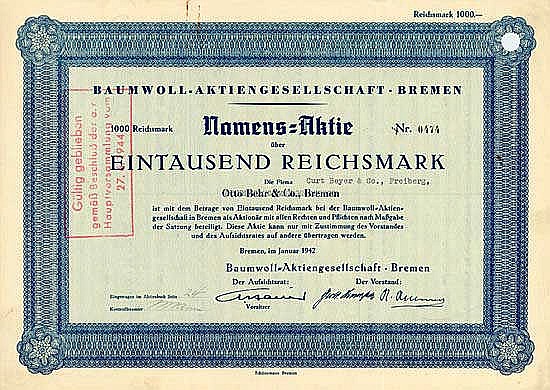 Reichsmark 1000.—
BAUMWOLL-AKTIENGESELLSCHAFT - BREMEN
1000 Reichsmark Namens=Aktie Nr. 0474
über
EINTAUSEND REICHSMARK
Die Firma Curt Beyer & Co., Freiberg,
Otto Behr & Co., Bremen
ist mit dem Betrage von Eintausend Reichsmark bei der Baumwoll-Aktien-
gesellschaft in Bremen als Aktionär mit allen Rechten und Pflichten nach Maßgabe
der Satzung beteiligt. Diese Aktie kann nur mit Zustimmung des Vorstandes
und des Aufsichtsrates auf andere übertragen werden.
Bremen, im Januar 1942
Baumwoll-Aktiengesellschaft - Bremen
Der Aufsichtsrat: Der Vorstand:
Eingetragen im Aktienbuch Seite
Kontrollbeamter
Vorsitzer
Gültig geblieben
gemäß Beschluß der a. o.
Hauptversammlung vom
27. 1944